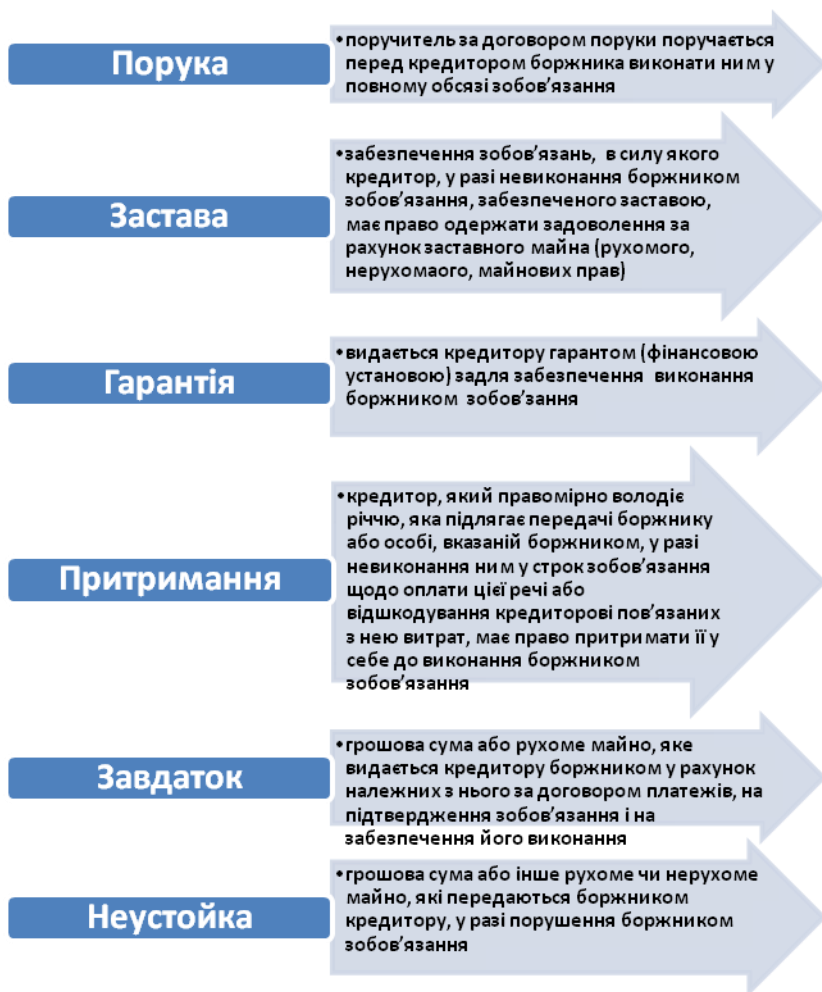 Порука
•поручитель за договором поруки поручається
перед кредитором боржника виконати ним у
повному обсязі зобов’язання
Застава
•забезпечення зобов’язань, в силу якого
кредитор, у разі невиконання боржником
зобов’язання, забезпеченого заставою,
має право одержати задоволення за
рахунок заставного майна (рухомого,
нерухомаого, майнових прав)
Гарантія
•видається кредитору гарантом (фінансовою
установою) задля забезпечення виконання
боржником зобов’зання
Притримання
•кредитор, який правомірно володіє
річчю, яка підлягає передачі боржнику
або особі, вказаній боржником, у разі
невиконання ним у строк зобов’язання
щодо оплати цієї речі або
відшкодування кредиторові пов’язаних
з нею витрат, має право притримати її у
себе до виконання боржником
зобов’язання
Завдаток
•грошова сума або рухоме майно, яке
видається кредитору боржником у рахунок
належних з нього за договором платежів, на
підтвердження зобов’язання і на
забезпечення його виконання
Неустойка
•грошова сума або інше рухоме чи нерухоме
майно, які передаються боржником
кредитору, у разі порушення боржником
зобов’язання